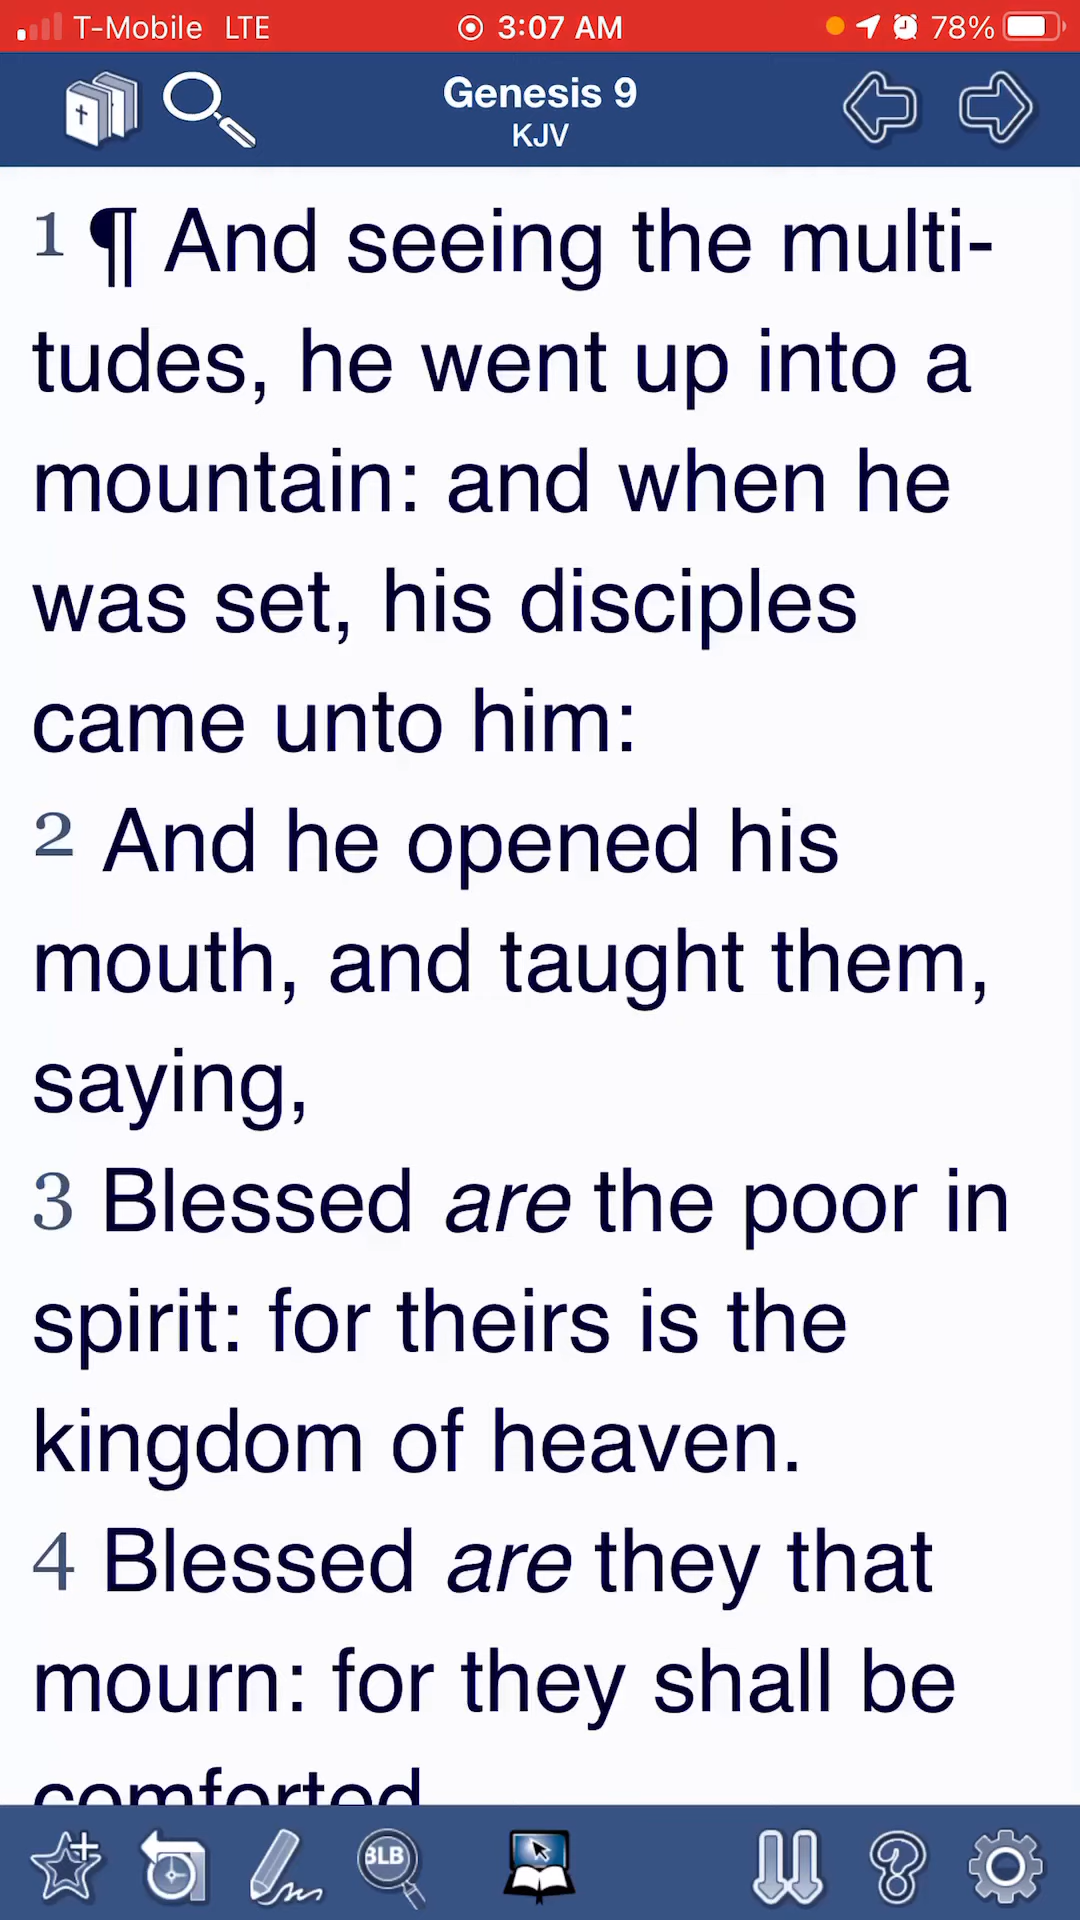 T-Mobile LTE 3:07 AM 78%
Genesis 9
KJV
1 ¶ And seeing the multi-
tudes, he went up into a
mountain: and when he
was set, his disciples
came unto him:
2 And he opened his
mouth, and taught them,
saying,
3 Blessed are the poor in
spirit: for theirs is the
kingdom of heaven.
4 Blessed are they that
mourn: for they shall be
comforted
BLB